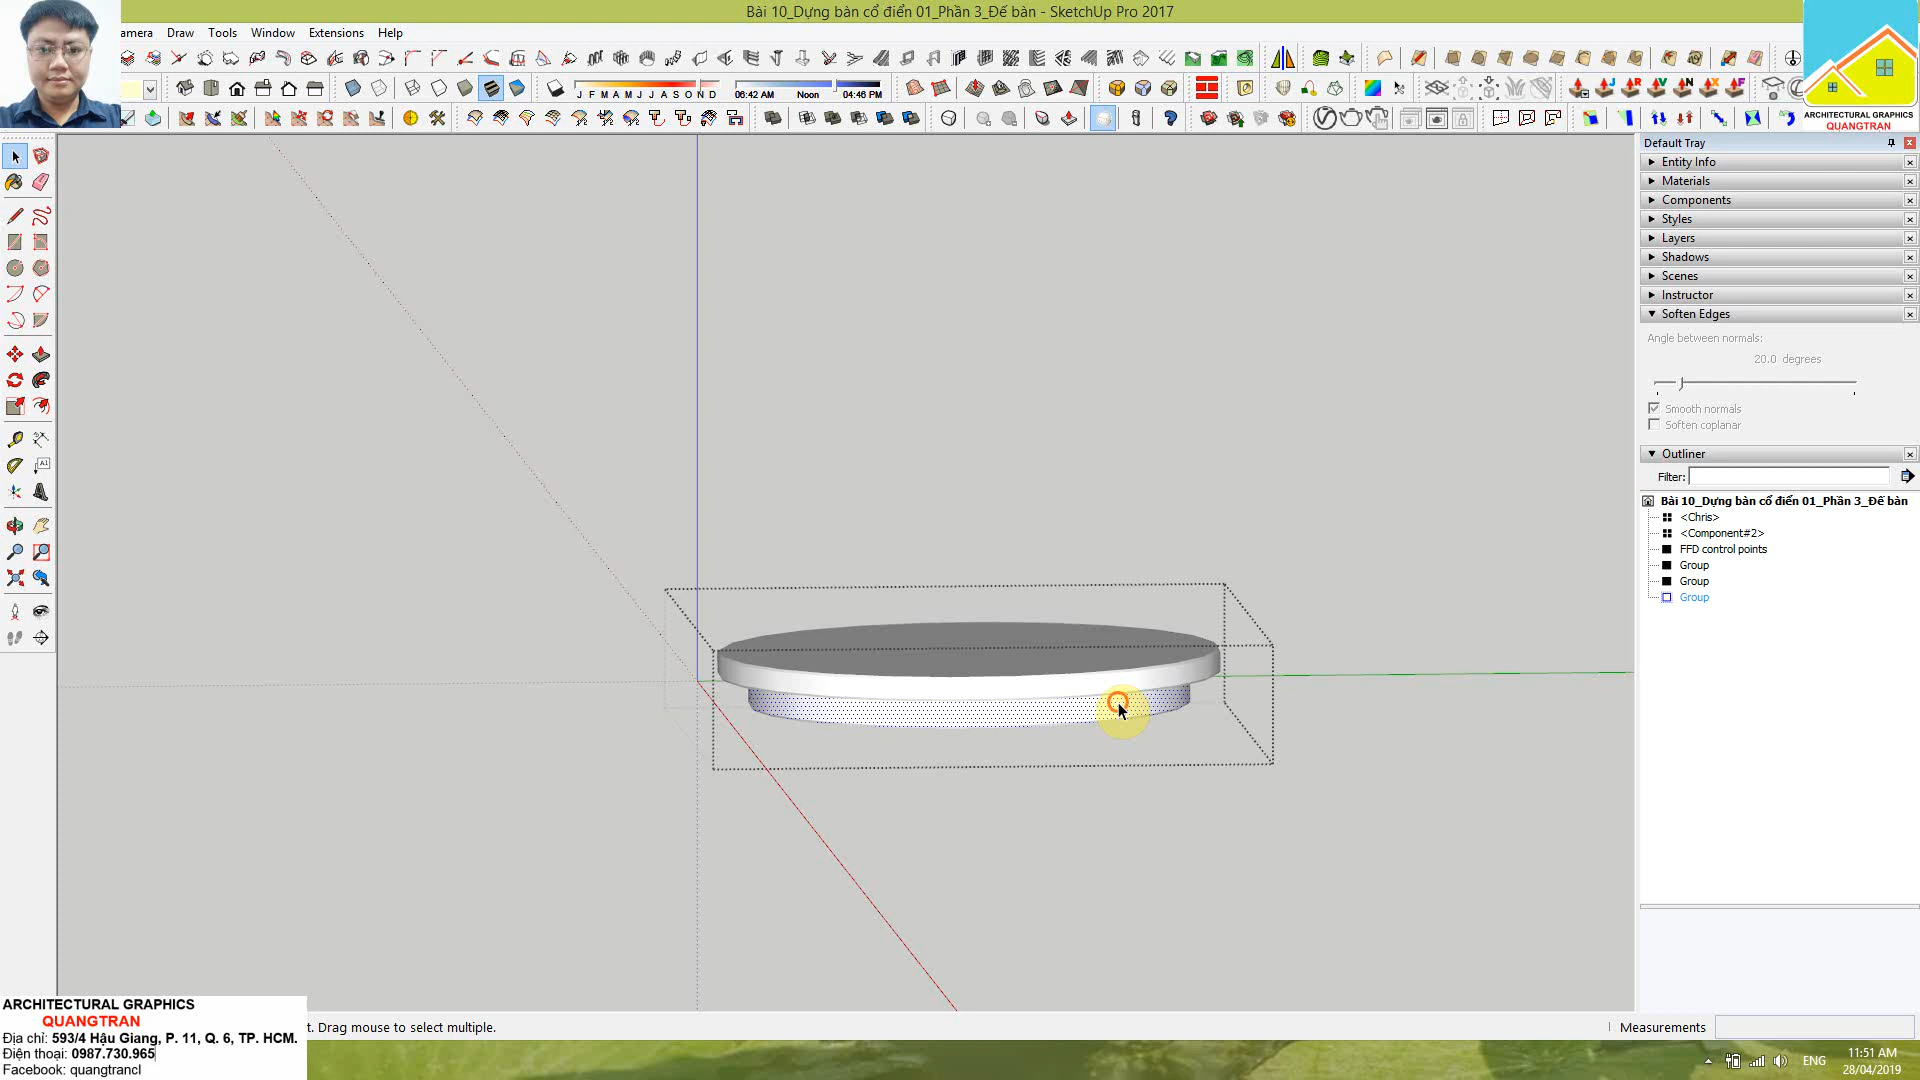 Bài 10_Dựng bàn cổ điển 01_Phần 3_Đế bàn - SketchUp Pro 2017
amera Draw Tools Window Extensions Help
J F M A M J J A S O N D
06:42 AM Noon 04:46 PM
ARCHITECTURAL GRAPHICS
QUANGTRAN
Default Tray
Entity Info
Materials
Components
Styles
Layers
Shadows
Scenes
Instructor
Soften Edges
Angle between normals:
20.0 degrees
Smooth normals
Soften coplanar
Outliner
Filter:
Bài 10_Dựng bàn cổ điển 01_Phần 3_Đế bàn
<Chris>
<Component#2>
FFD control points
Group
Group
Group
ARCHITECTURAL GRAPHICS
QUANGTRAN
Địa chỉ: 593/4 Hậu Giang, P. 11, Q. 6, TP. HCM.
Điện thoại: 0987.730.965
Facebook: quangtrancl
t. Drag mouse to select multiple.
Measurements
ENG
11:51 AM
28/04/2019